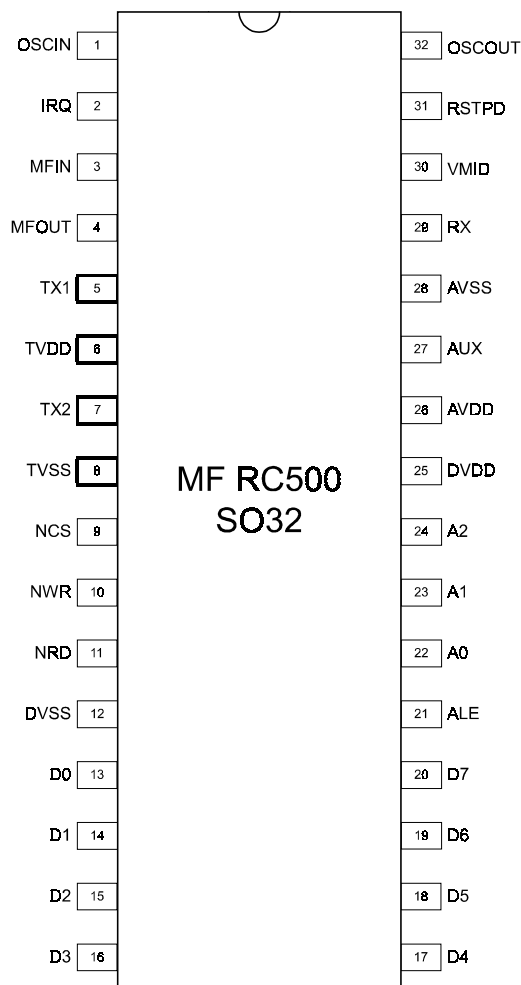 OSCIN 1 32 OSCOUT
IRQ 2 31 RSTPD
MFIN 3 30 VMID
MFOUT 4 29 RX
TX1 5 28 AVSS
TVDD 6 27 AUX
TX2 7 26 AVDD
TVSS 8 25 DVDD
MF RC500
SO32
NCS 9 24 A2
NWR 10 23 A1
NRD 11 22 A0
DVSS 12 21 ALE
D0 13 20 D7
D1 14 19 D6
D2 15 18 D5
D3 16 17 D4